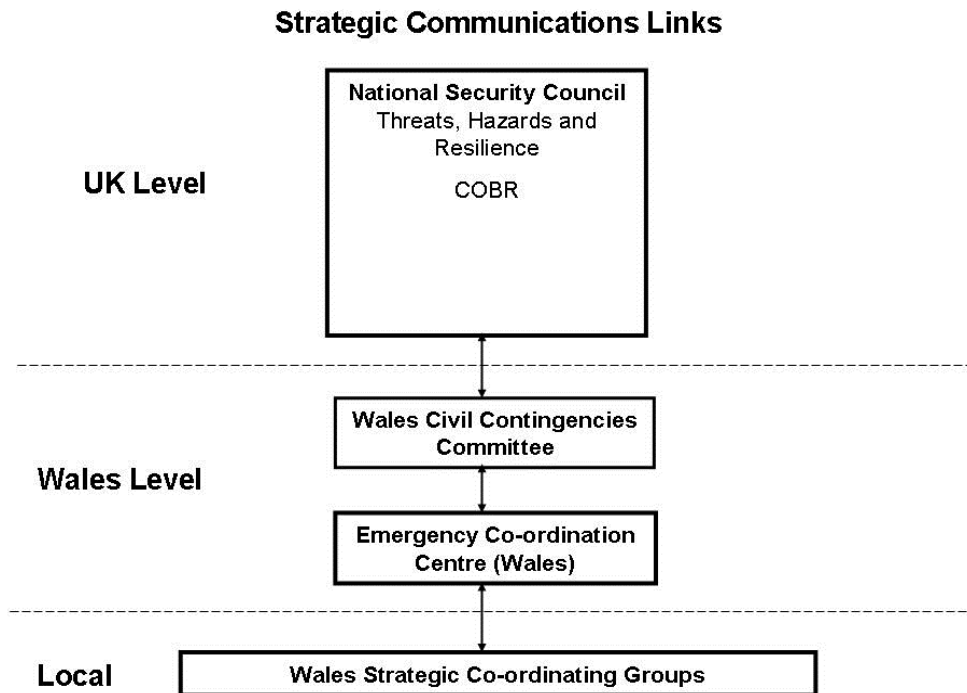 Strategic Communications Links
National Security Council
Threats, Hazards and
Resilience
COBR
UK Level
Wales Civil Contingencies
Committee
Wales Level
Emergency Co-ordination
Centre (Wales)
Local
Wales Strategic Co-ordinating Groups